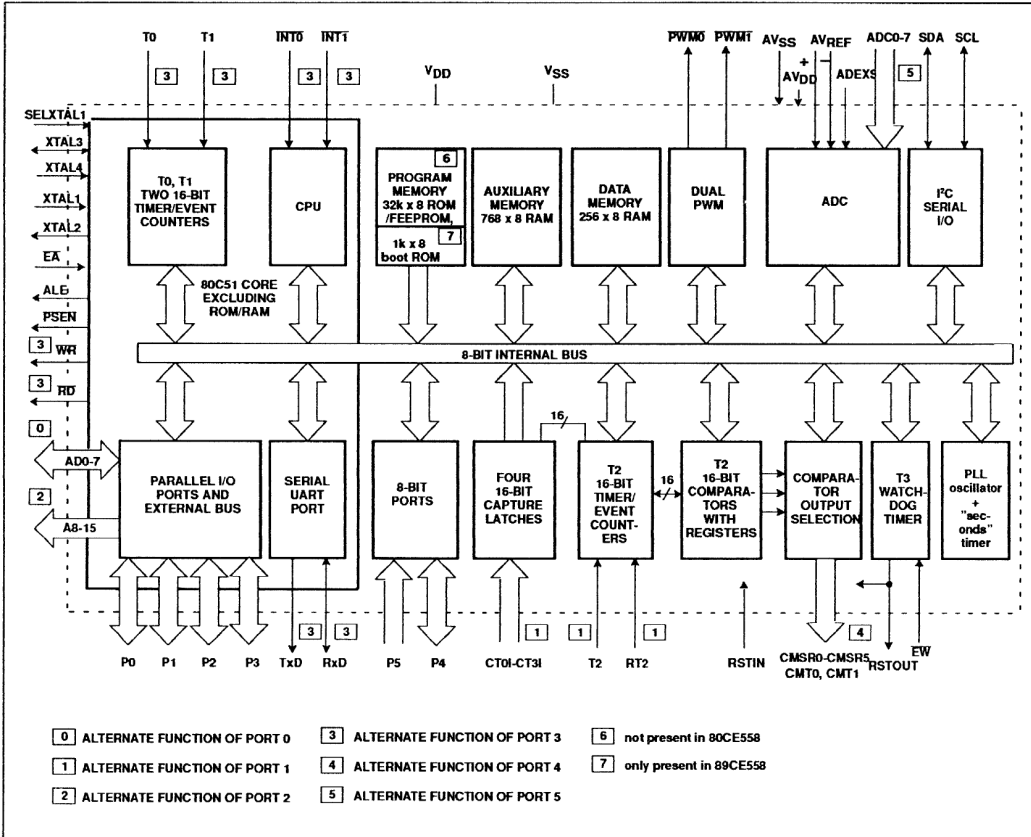 T0 T1 INT0 INT1 PWM0 PWM1 AVSS AVREF ADC0-7 SDA SCL
3 3 3 3 VDD VSS + – AVDD ADEXS 5
SELXTAL1
XTAL3
XTAL4
XTAL1
XTAL2
EA
ALE
PSEN
3 WR
3 RD
0
AD0-7
2
A8-15
T0, T1
TWO 16-BIT
TIMER/EVENT
COUNTERS
CPU
6
PROGRAM
MEMORY
32k x 8 ROM
/FEEPROM,
7
1k x 8
boot ROM
AUXILIARY
MEMORY
768 x 8 RAM
DATA
MEMORY
256 x 8 RAM
DUAL
PWM
ADC
I²C
SERIAL
I/O
80C51 CORE
EXCLUDING
ROM/RAM
8-BIT INTERNAL BUS
PARALLEL I/O
PORTS AND
EXTERNAL BUS
SERIAL
UART
PORT
8-BIT
PORTS
FOUR
16-BIT
CAPTURE
LATCHES
16
T2
16-BIT
TIMER/
EVENT
COUNT-
ERS
16
T2
16-BIT
COMPARA-
TORS
WITH
REGISTERS
COMPARA-
TOR
OUTPUT
SELECTION
T3
WATCH-
DOG
TIMER
PLL
oscillator
+
"sec-
onds"
timer
3 3 1 1 1 4
P0 P1 P2 P3 TxD RxD P5 P4 CT0I-CT3I T2 RT2 RSTIN CMSR0-CMSR5 RSTOUT EW
CMT0, CMT1
0 ALTERNATE FUNCTION OF PORT 0
1 ALTERNATE FUNCTION OF PORT 1
2 ALTERNATE FUNCTION OF PORT 2
3 ALTERNATE FUNCTION OF PORT 3
4 ALTERNATE FUNCTION OF PORT 4
5 ALTERNATE FUNCTION OF PORT 5
6 not present in 80CE558
7 only present in 89CE558